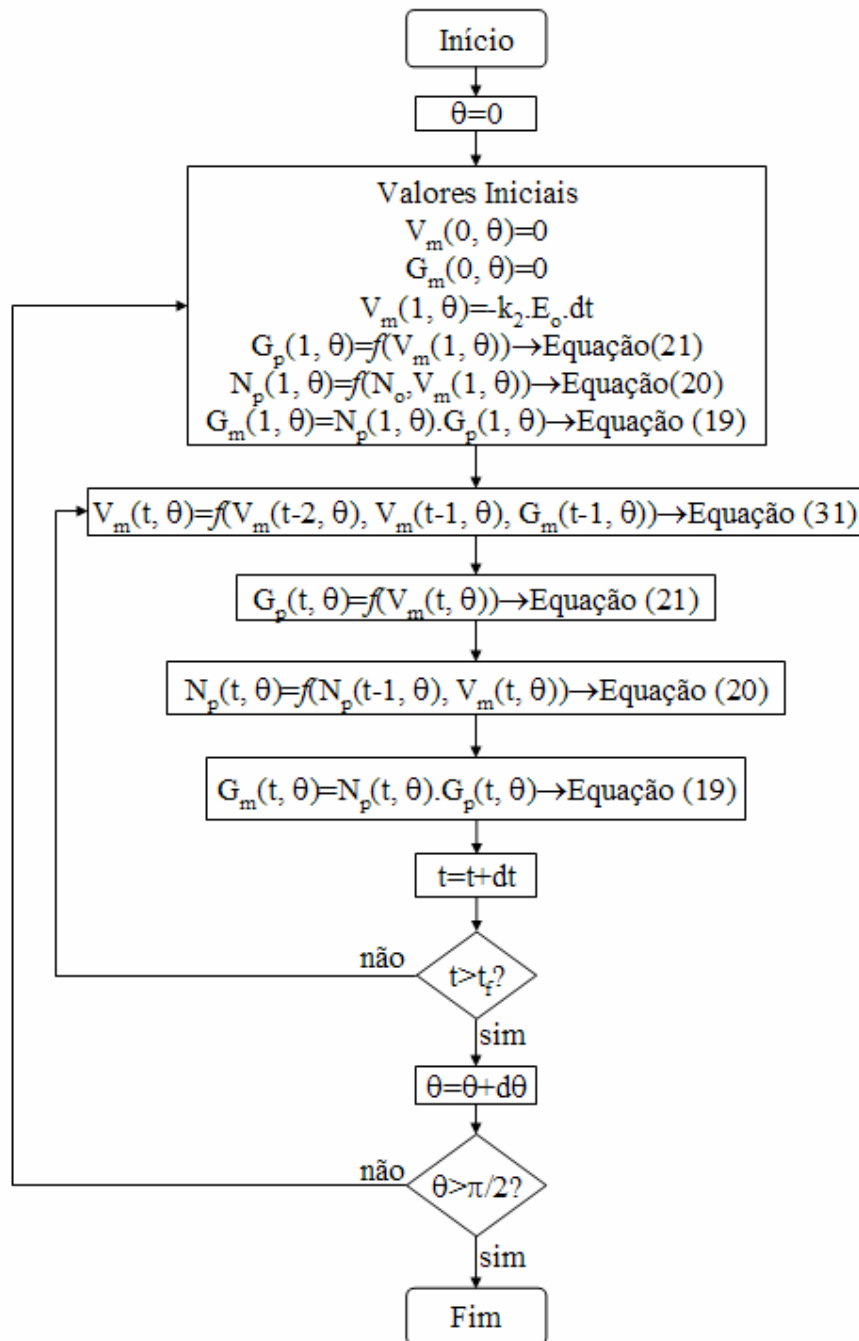 Início
θ=0
Valores Iniciais
Vₘ(0, θ)=0
Gₘ(0, θ)=0
Vₘ(1, θ)=-k₂.Eₒ.dt
Gₚ(1, θ)=f(Vₘ(1, θ))→Equação(21)
Nₚ(1, θ)=f(Nₒ,Vₘ(1, θ))→Equação(20)
Gₘ(1, θ)=Nₚ(1, θ).Gₚ(1, θ)→Equação (19)
Vₘ(t, θ)=f(Vₘ(t-2, θ), Vₘ(t-1, θ), Gₘ(t-1, θ))→Equação (31)
Gₚ(t, θ)=f(Vₘ(t, θ))→Equação (21)
Nₚ(t, θ)=f(Nₚ(t-1, θ), Vₘ(t, θ))→Equação (20)
Gₘ(t, θ)=Nₚ(t, θ).Gₚ(t, θ)→Equação (19)
t=t+dt
não
t>t_f?
sim
θ=θ+dθ
não
θ>π/2?
sim
Fim